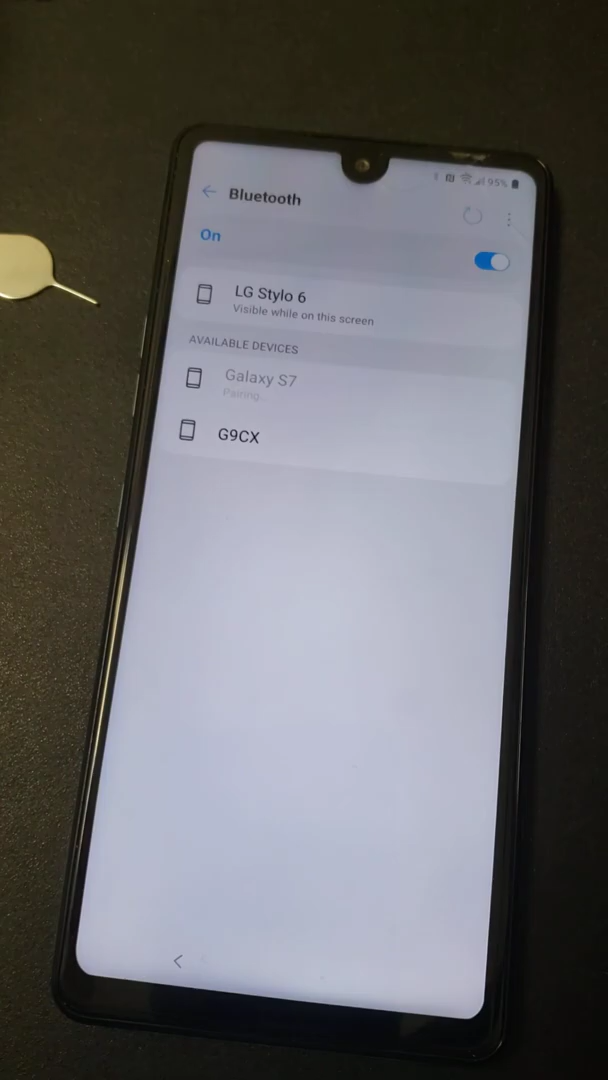 95%
Bluetooth
On
LG Stylo 6
Visible while on this screen
AVAILABLE DEVICES
Galaxy S7
Pairing...
G9CX